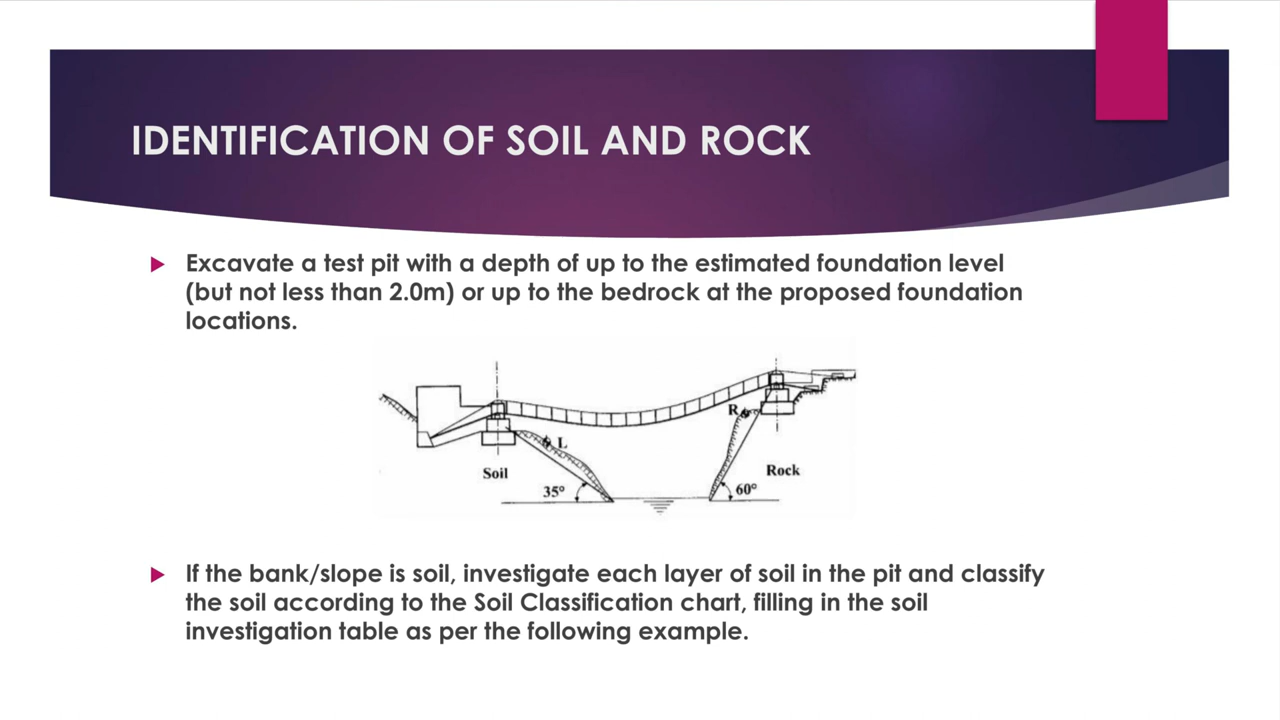 IDENTIFICATION OF SOIL AND ROCK
Excavate a test pit with a depth of up to the estimated foundation level
(but not less than 2.0m) or up to the bedrock at the proposed foundation
locations.
R
L
Soil
Rock
35°
60°
If the bank/slope is soil, investigate each layer of soil in the pit and classify
the soil according to the Soil Classification chart, filling in the soil
investigation table as per the following example.